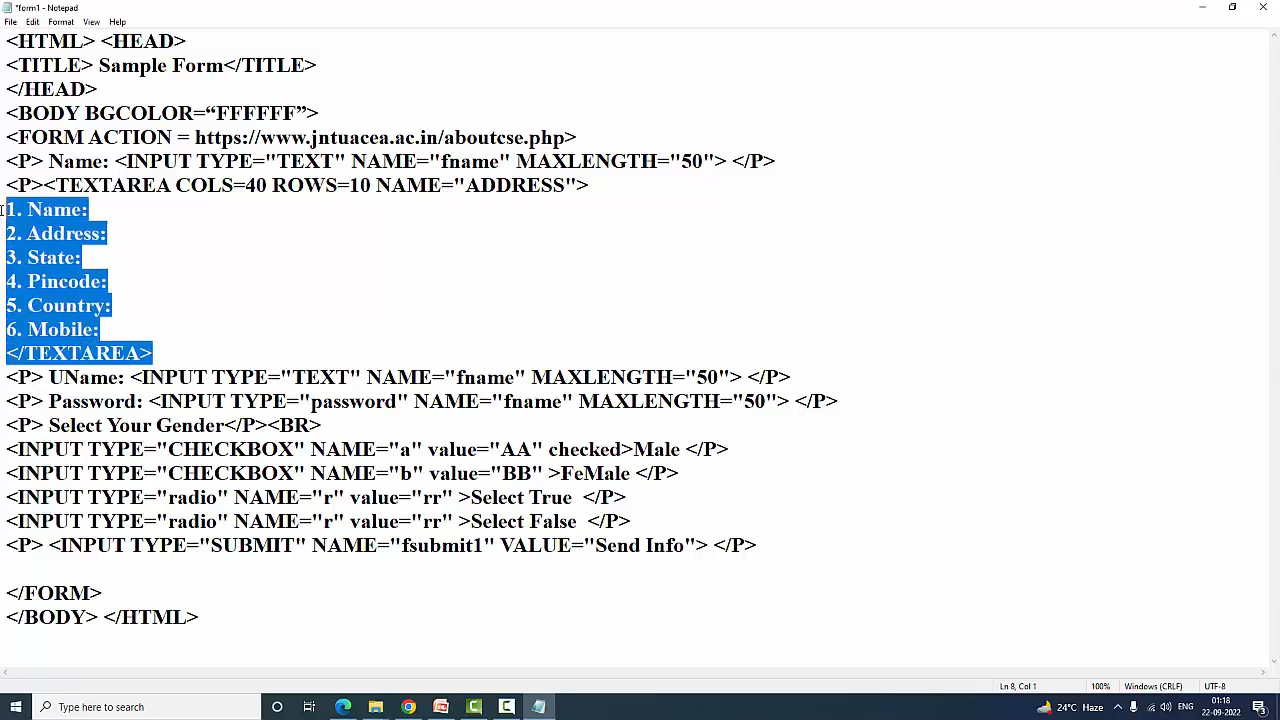 *form1 - Notepad
File Edit Format View Help
<HTML> <HEAD>
<TITLE> Sample Form</TITLE>
</HEAD>
<BODY BGCOLOR=“FFFFFF”>
<FORM ACTION = https://www.jntuacea.ac.in/aboutcse.php>
<P> Name: <INPUT TYPE="TEXT" NAME="fname" MAXLENGTH="50"> </P>
<P><TEXTAREA COLS=40 ROWS=10 NAME="ADDRESS">
1. Name:
2. Address:
3. State:
4. Pincode:
5. Country:
6. Mobile:
</TEXTAREA>
<P> UName: <INPUT TYPE="TEXT" NAME="fname" MAXLENGTH="50"> </P>
<P> Password: <INPUT TYPE="password" NAME="fname" MAXLENGTH="50"> </P>
<P> Select Your Gender</P><BR>
<INPUT TYPE="CHECKBOX" NAME="a" value="AA" checked>Male </P>
<INPUT TYPE="CHECKBOX" NAME="b" value="BB" >FeMale </P>
<INPUT TYPE="radio" NAME="r" value="rr" >Select True  </P>
<INPUT TYPE="radio" NAME="r" value="rr" >Select False  </P>
<P> <INPUT TYPE="SUBMIT" NAME="fsubmit1" VALUE="Send Info"> </P>
</FORM>
</BODY> </HTML>
Ln 8, Col 1 100% Windows (CRLF) UTF-8
Type here to search 24°C Haze ENG 01:18
22-09-2022